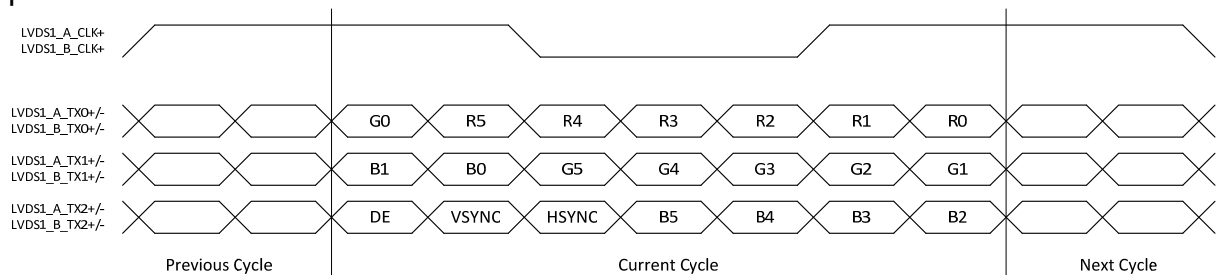 LVDS1_A_CLK+
LVDS1_B_CLK+
LVDS1_A_TX0+/-
LVDS1_B_TX0+/-
G0 R5 R4 R3 R2 R1 R0
LVDS1_A_TX1+/-
LVDS1_B_TX1+/-
B1 B0 G5 G4 G3 G2 G1
LVDS1_A_TX2+/-
LVDS1_B_TX2+/-
DE VSYNC HSYNC B5 B4 B3 B2
Previous Cycle Current Cycle Next Cycle